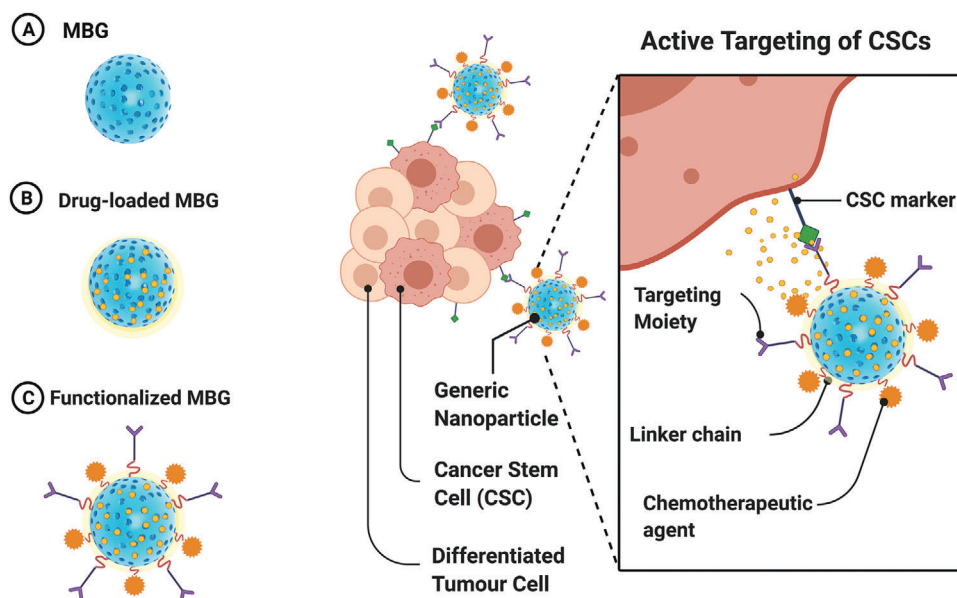 A MBG
B Drug-loaded MBG
C Functionalized MBG
Generic
Nanoparticle
Cancer Stem
Cell (CSC)
Differentiated
Tumour Cell
Active Targeting of CSCs
CSC marker
Targeting
Moiety
Linker chain
Chemotherapeutic
agent